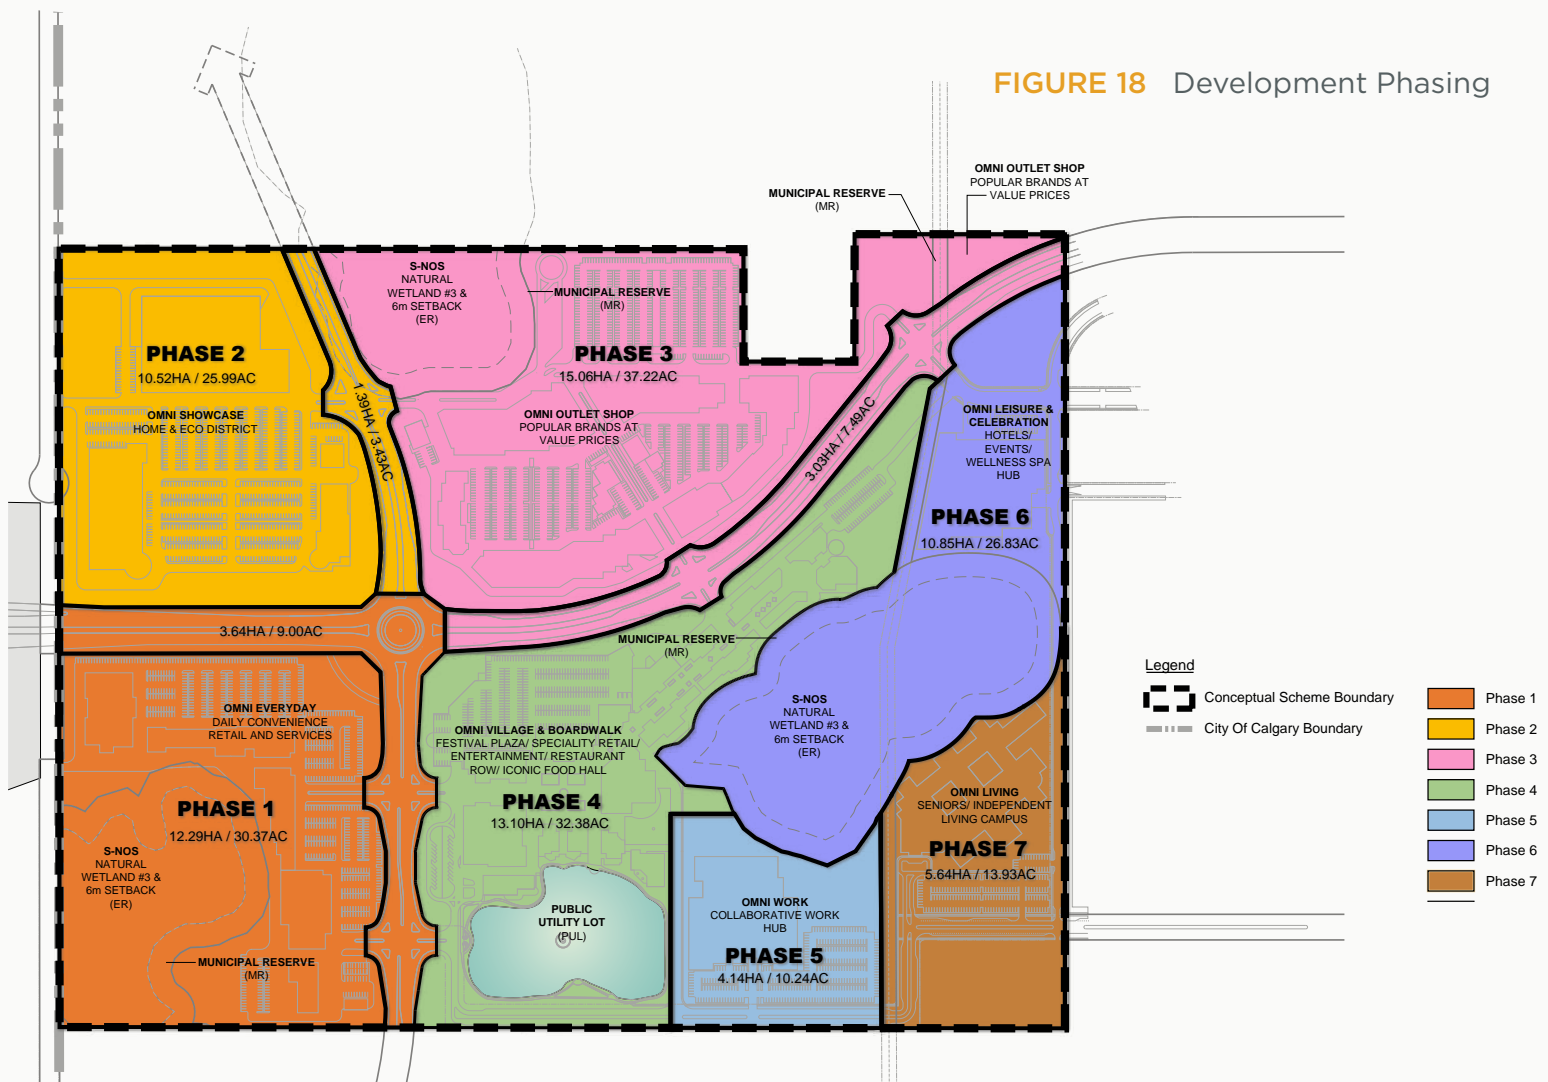 FIGURE 18 Development Phasing
OMNI OUTLET SHOP
POPULAR BRANDS AT
VALUE PRICES
MUNICIPAL RESERVE
(MR)
S-NOS
NATURAL
WETLAND #3 &
6m SETBACK
(ER)
MUNICIPAL RESERVE
(MR)
PHASE 2
10.52HA / 25.99AC
OMNI SHOWCASE
HOME & ECO DISTRICT
1.39HA / 3.43AC
PHASE 3
15.06HA / 37.22AC
OMNI OUTLET SHOP
POPULAR BRANDS AT
VALUE PRICES
3.03HA / 7.49AC
OMNI LEISURE &
CELEBRATION
HOTELS/
EVENTS/
WELLNESS SPA
HUB
PHASE 6
10.85HA / 26.83AC
3.64HA / 9.00AC
MUNICIPAL RESERVE
(MR)
OMNI EVERYDAY
DAILY CONVENIENCE
RETAIL AND SERVICES
PHASE 1
12.29HA / 30.37AC
S-NOS
NATURAL
WETLAND #3 &
6m SETBACK
(ER)
MUNICIPAL RESERVE
(MR)
OMNI VILLAGE & BOARDWALK
FESTIVAL PLAZA/ SPECIALITY RETAIL/
ENTERTAINMENT/ RESTAURANT
ROW/ ICONIC FOOD HALL
PHASE 4
13.10HA / 32.38AC
PUBLIC
UTILITY LOT
(PUL)
S-NOS
NATURAL
WETLAND #3 &
6m SETBACK
(ER)
OMNI WORK
COLLABORATIVE WORK
HUB
PHASE 5
4.14HA / 10.24AC
OMNI LIVING
SENIORS/ INDEPENDENT
LIVING CAMPUS
PHASE 7
5.64HA / 13.93AC
Legend
Conceptual Scheme Boundary
City Of Calgary Boundary
Phase 1
Phase 2
Phase 3
Phase 4
Phase 5
Phase 6
Phase 7